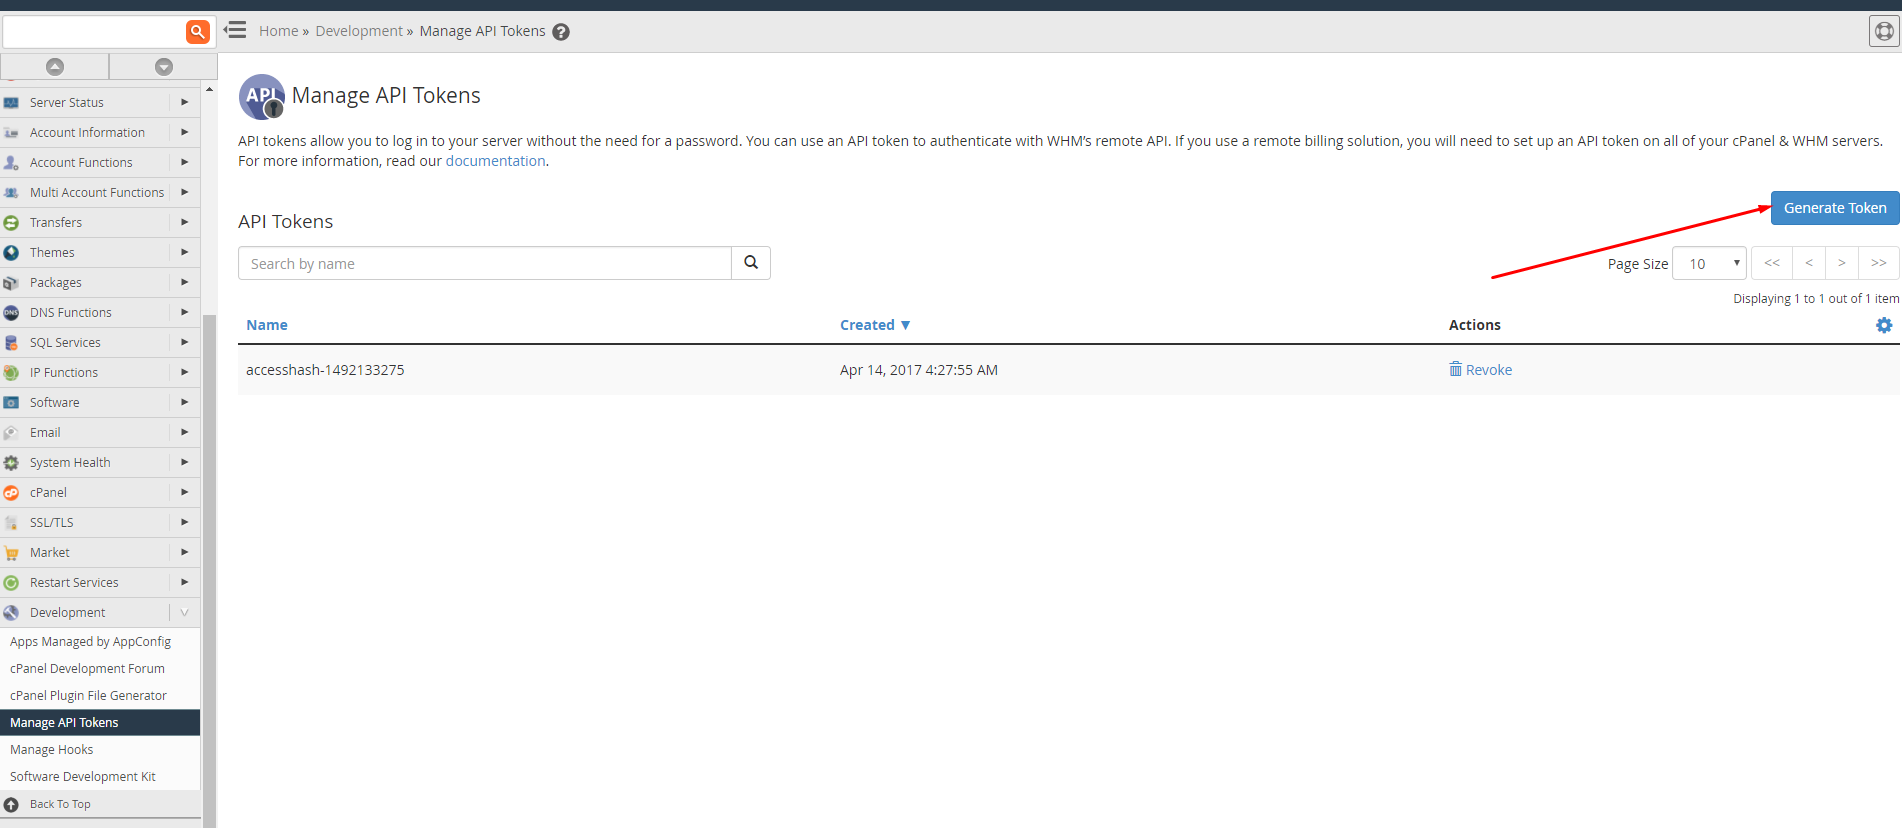 Home » Development » Manage API Tokens ?
Server Status
Account Information
Account Functions
Multi Account Functions
Transfers
Themes
Packages
DNS
DNS Functions
SQL Services
IP Functions
Software
Email
System Health
cPanel
SSL/TLS
Market
Restart Services
Development
Apps Managed by AppConfig
cPanel Development Forum
cPanel Plugin File Generator
Manage API Tokens
Manage Hooks
Software Development Kit
Back To Top
API
Manage API Tokens
API tokens allow you to log in to your server without the need for a password. You can use an API token to authenticate with WHM's remote API. If you use a remote billing solution, you will need to set up an API token on all of your cPanel & WHM servers.
For more information, read our documentation.
Generate Token
API Tokens
Search by name
Page Size 10 << < > >>
Displaying 1 to 1 out of 1 item
Name Created ▼ Actions
accesshash-1492133275 Apr 14, 2017 4:27:55 AM Revoke